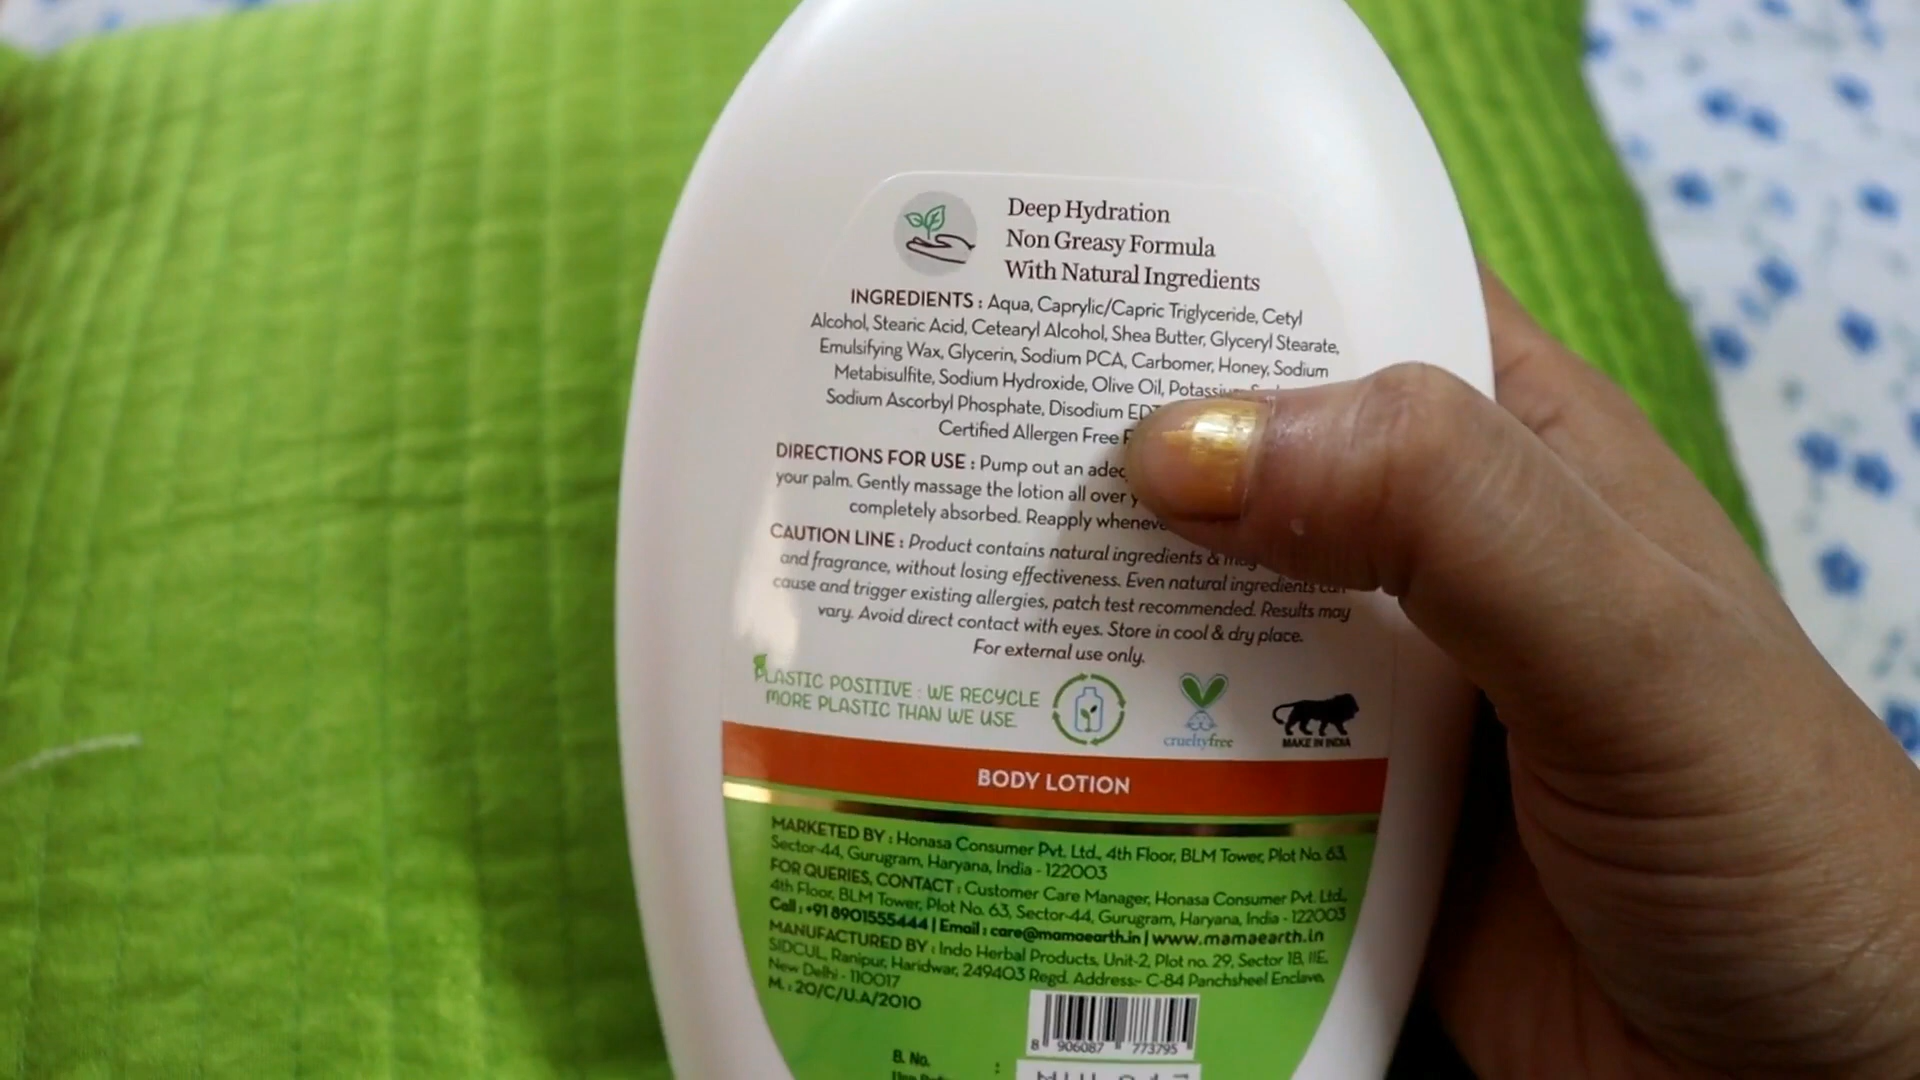 Deep Hydration
Non Greasy Formula
With Natural Ingredients
INGREDIENTS : Aqua, Caprylic/Capric Triglyceride, Cetyl
Alcohol, Stearic Acid, Cetearyl Alcohol, Shea Butter, Glyceryl Stearate,
Emulsifying Wax, Glycerin, Sodium PCA, Carbomer, Honey, Sodium
Metabisulfite, Sodium Hydroxide, Olive Oil,
Sodium Ascorbyl Phosphate, Disodium
Certified Allergen Free
DIRECTIONS FOR USE : Pump out an
your palm. Gently massage the lotion all over
completely absorbed. Reapply
CAUTION LINE : Product contains natural ingredients &
and fragrance, without losing effectiveness. Even natural ingredients
cause and trigger existing allergies, patch test recommended. Results may
vary. Avoid direct contact with eyes. Store in cool & dry place.
For external use only.
PLASTIC POSITIVE : WE RECYCLE
MORE PLASTIC THAN WE USE.
crueltyfree
MAKE IN INDIA
BODY LOTION
MARKETED BY : Honasa Consumer Pvt. Ltd., 4th Floor, BLM Tower, Plot No. 63,
Sector-44, Gurugram, Haryana, India - 122003
FOR QUERIES, CONTACT : Customer Care Manager, Honasa Consumer Pvt. Ltd.,
4th Floor, BLM Tower, Plot No. 63, Sector-44, Gurugram, Haryana, India - 122003
Call : +91 8901555444 | Email : care@mamaearth.in | www.mamaearth.in
MANUFACTURED BY : Indo Herbal Products, Unit-2, Plot no. 29, Sector 1B, IIE,
SIDCUL, Ranipur, Haridwar, 249403 Regd. Address:- C-84 Panchsheel Enclave,
New Delhi - 110017
M. : 20/C/U.A/2010
8 906087 773795
B. No. :